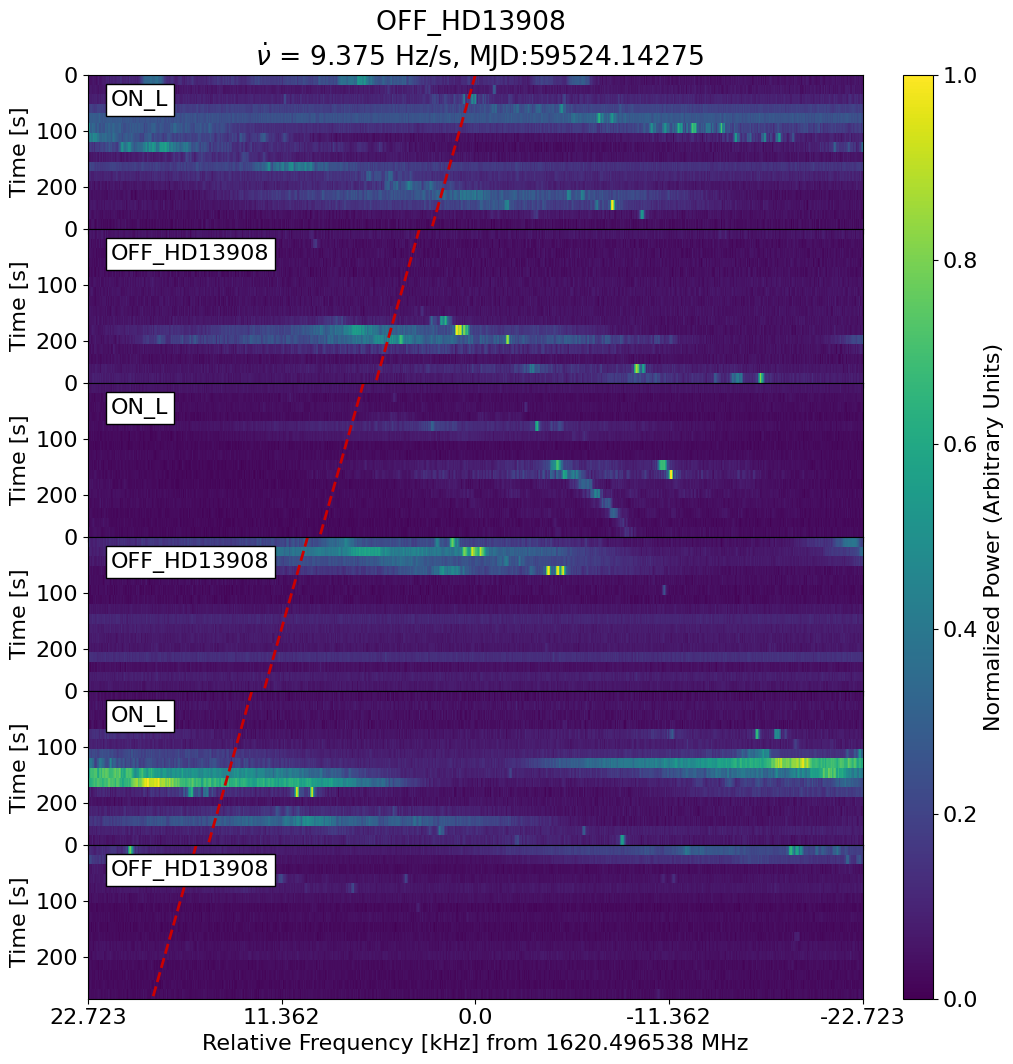 OFF_HD13908
ν̇ = 9.375 Hz/s, MJD:59524.14275
0
100
200
Time [s]
ON_L
0
100
200
Time [s]
OFF_HD13908
0
100
200
Time [s]
ON_L
0
100
200
Time [s]
OFF_HD13908
0
100
200
Time [s]
ON_L
0
100
200
Time [s]
OFF_HD13908
22.723 11.362 0.0 -11.362 -22.723
Relative Frequency [kHz] from 1620.496538 MHz
1.0
0.8
0.6
0.4
0.2
0.0
Normalized Power (Arbitrary Units)